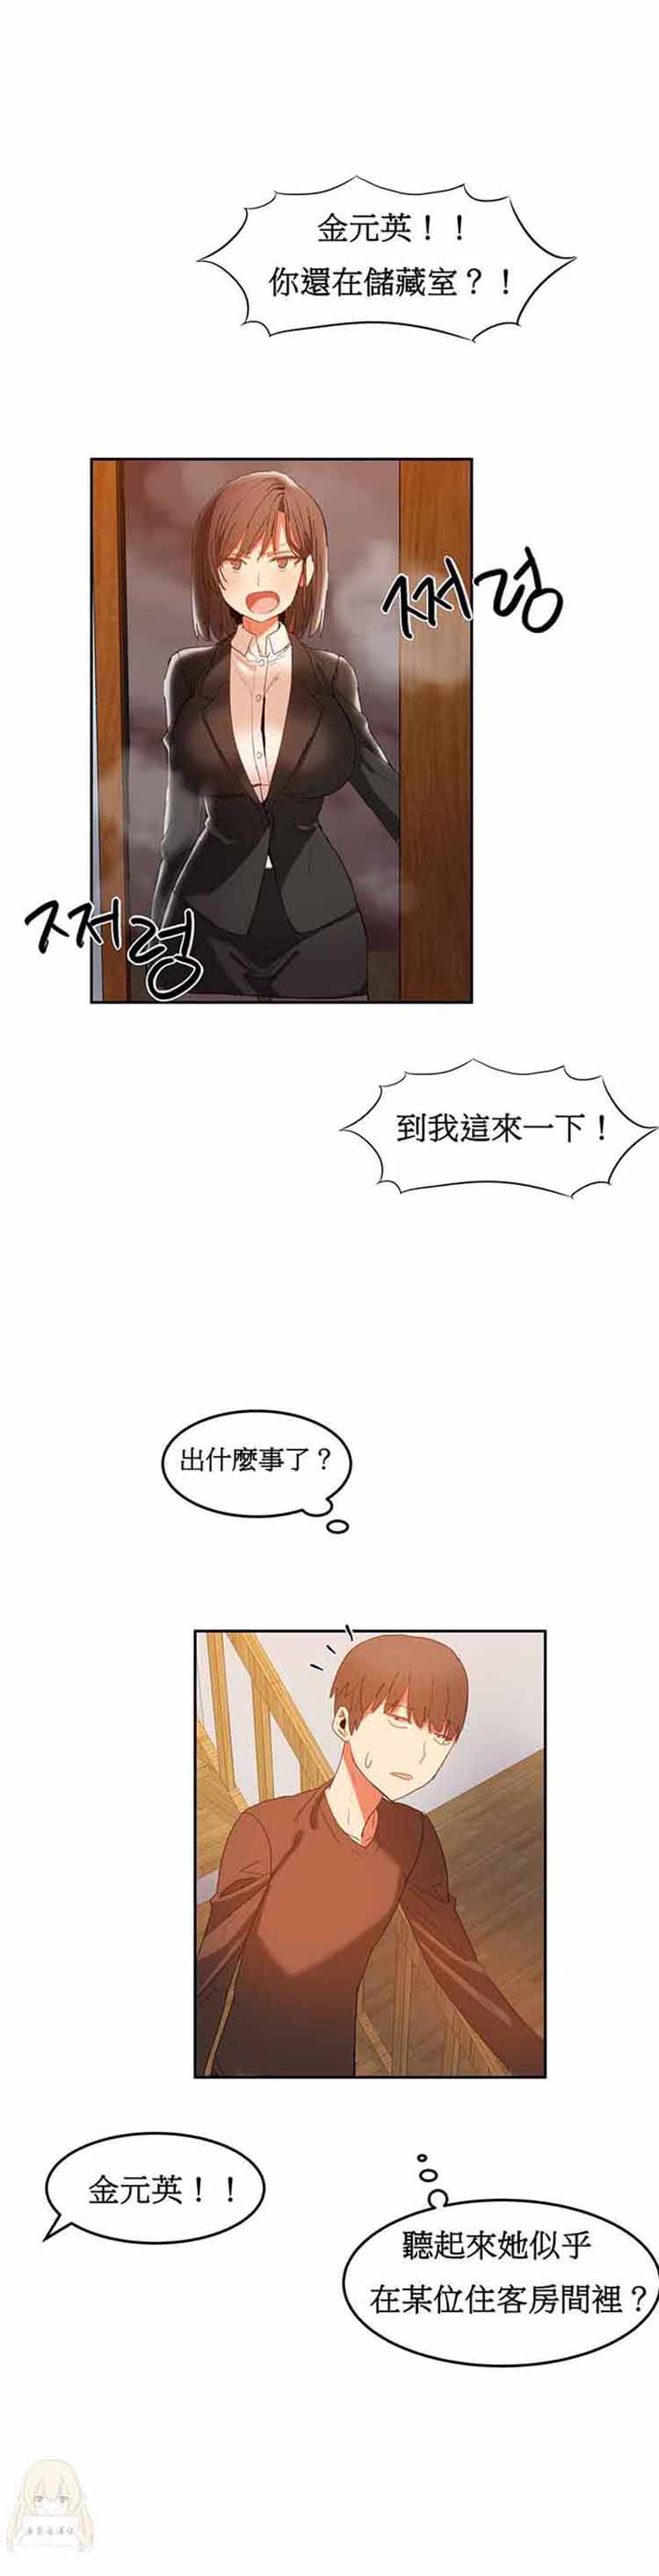 金元英！！
你還在儲藏室？！
쩌렁
쩌렁
到我這來一下！
出什麼事了？
金元英！！
聽起來她似乎
在某位住客房間裡？